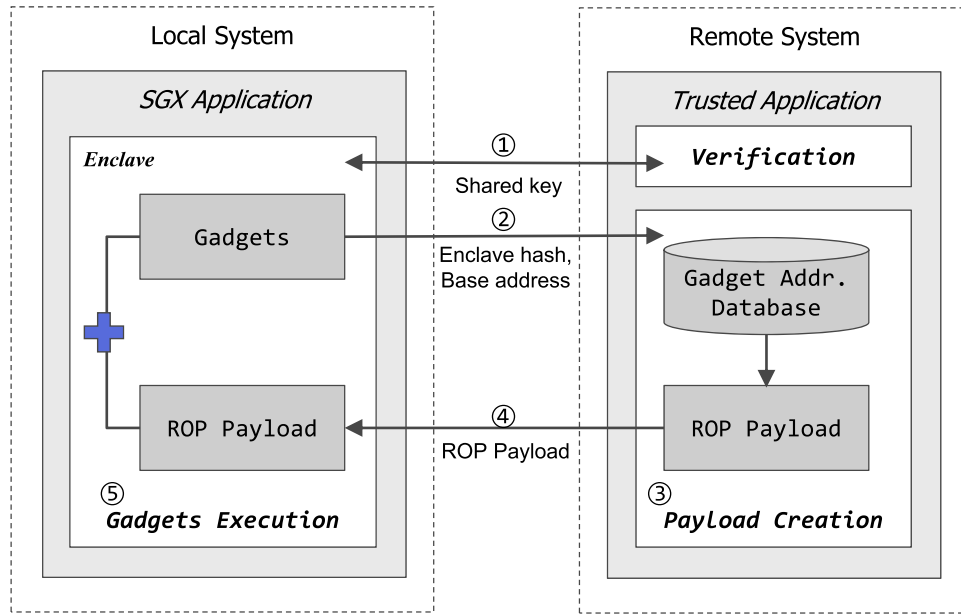 Local System
SGX Application
Enclave
Gadgets
ROP Payload
⑤
Gadgets Execution
①
Shared key
②
Enclave hash,
Base address
④
ROP Payload
Remote System
Trusted Application
Verification
Gadget Addr.
Database
ROP Payload
③
Payload Creation